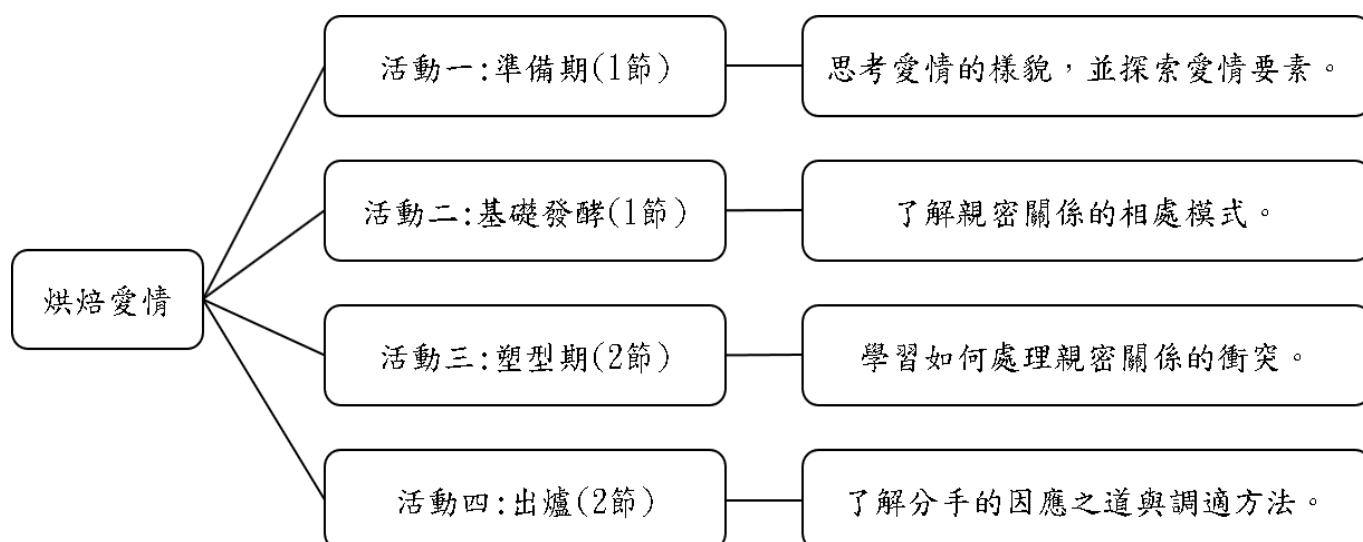 活動一:準備期(1節)
思考愛情的樣貌，並探索愛情要素。
活動二:基礎發酵(1節)
了解親密關係的相處模式。
烘焙愛情
活動三:塑型期(2節)
學習如何處理親密關係的衝突。
活動四:出爐(2節)
了解分手的因應之道與調適方法。